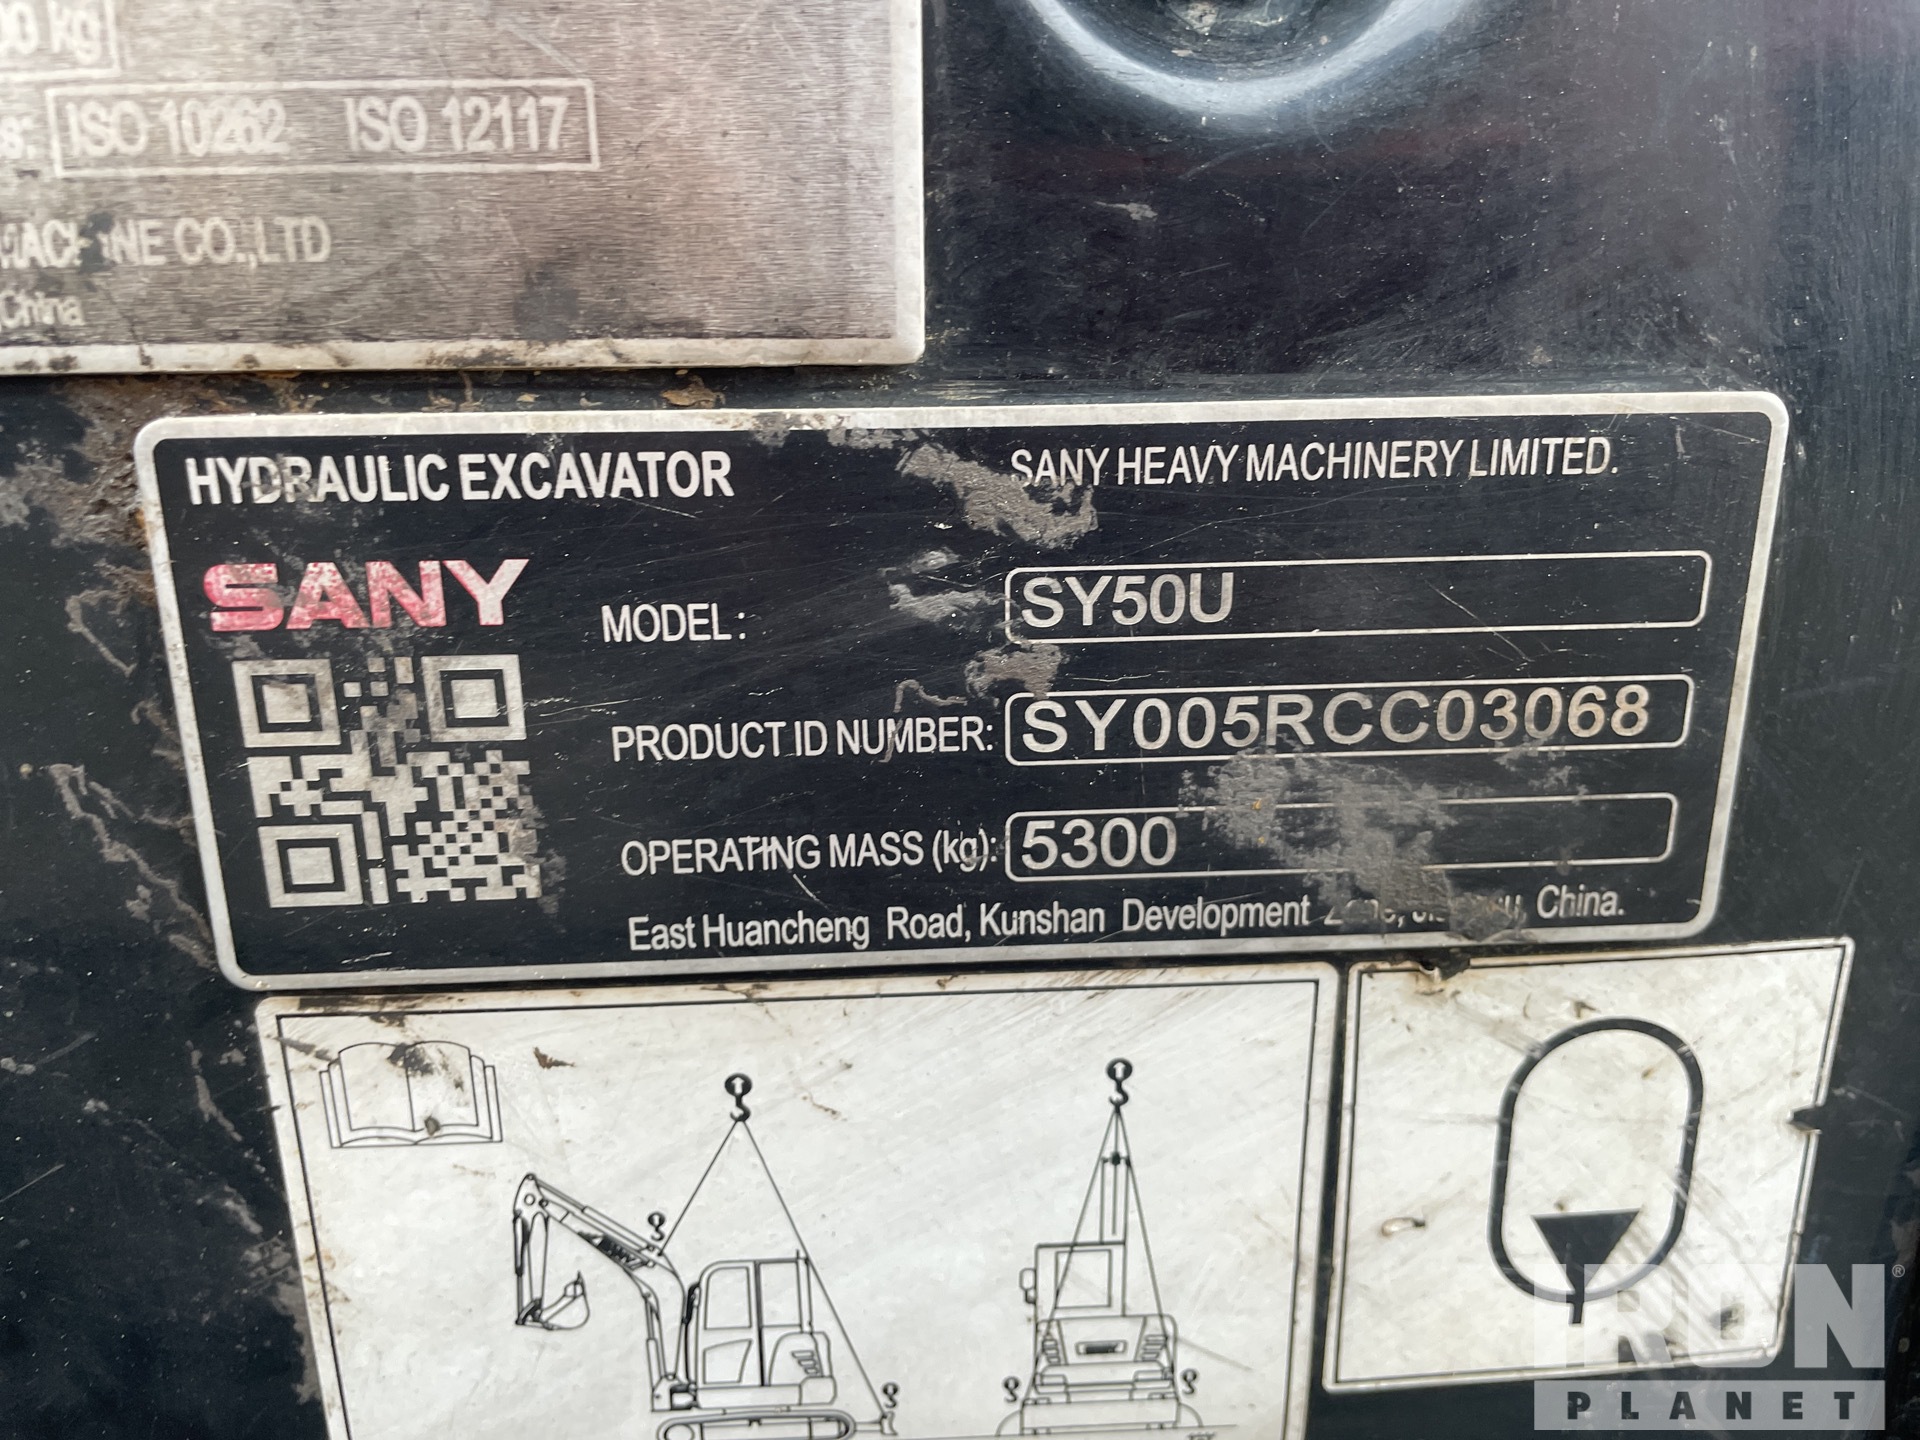 kg
ISO 10262 ISO 12117
CO.,LTD
China
HYDRAULIC EXCAVATOR
SANY HEAVY MACHINERY LIMITED.
SANY
MODEL: SY50U
PRODUCT ID NUMBER: SY005RCC03068
OPERATING MASS (kg): 5300
East Huancheng Road, Kunshan Development China.
IRON
PLANET